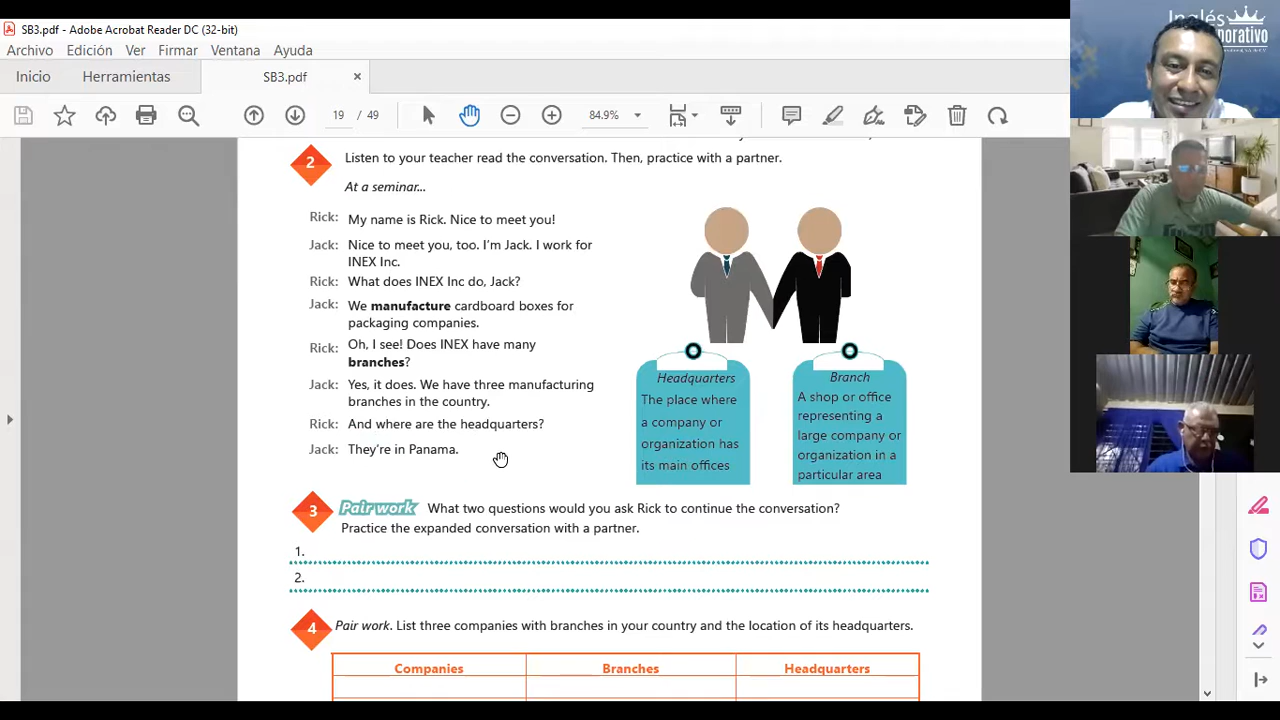 SB3.pdf - Adobe Acrobat Reader DC (32-bit)
Archivo Edición Ver Firmar Ventana Ayuda
Inicio Herramientas SB3.pdf ×
19 / 49 84.9%
2 Listen to your teacher read the conversation. Then, practice with a partner.
At a seminar...
Rick: My name is Rick. Nice to meet you!
Jack: Nice to meet you, too. I'm Jack. I work for
INEX Inc.
Rick: What does INEX Inc do, Jack?
Jack: We manufacture cardboard boxes for
packaging companies.
Rick: Oh, I see! Does INEX have many
branches?
Jack: Yes, it does. We have three manufacturing
branches in the country.
Rick: And where are the headquarters?
Jack: They're in Panama.
Headquarters
The place where
a company or
organization has
its main offices
Branch
A shop or office
representing a
large company or
organization in a
particular area
3 Pair work What two questions would you ask Rick to continue the conversation?
Practice the expanded conversation with a partner.
1.
2.
4 Pair work. List three companies with branches in your country and the location of its headquarters.
Companies Branches Headquarters
Inglés